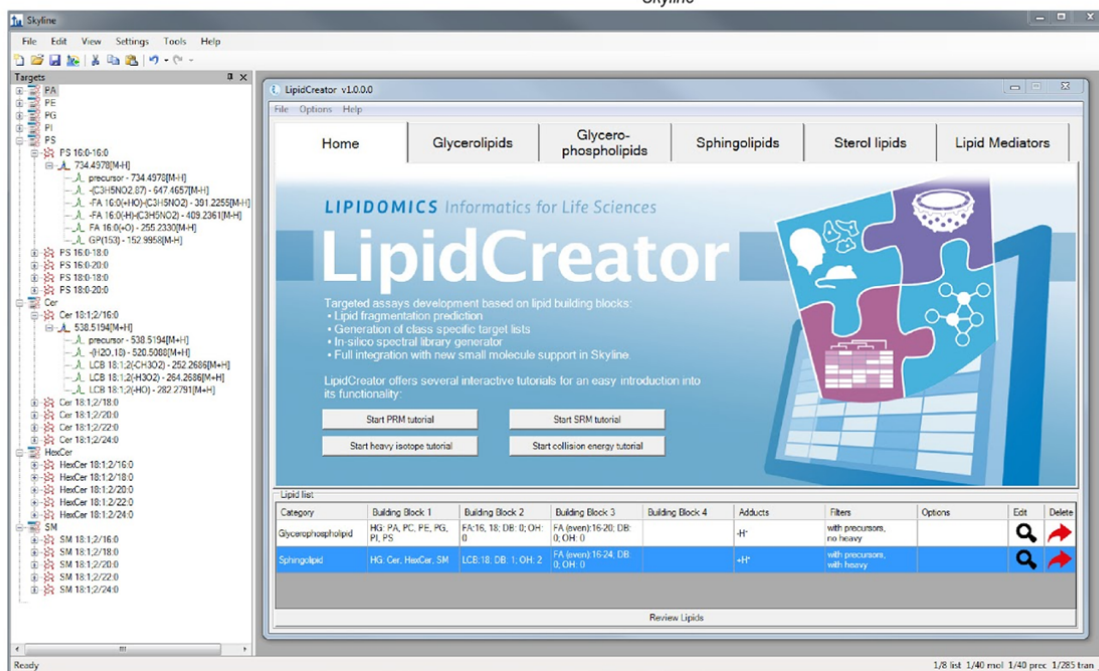 Skyline
Skyline
File Edit View Settings Tools Help
Targets
PA
PE
PG
PI
PS
PS 16:0-16:0
734.4978[M-H]
precursor - 734.4978[M-H]
-(C3H5NO2,87) - 647.4657[M-H]
-FA 16:0(+HO)-(C3H5NO2) - 391.2255[M-H]
-FA 16:0(-H)-(C3H5NO2) - 409.2361[M-H]
FA 16:0(+O) - 255.2330[M-H]
GP(153) - 152.9958[M-H]
PS 16:0-18:0
PS 16:0-20:0
PS 18:0-18:0
PS 18:0-20:0
Cer
Cer 18:1;2/16:0
538.5194[M+H]
precursor - 538.5194[M+H]
-(H2O,18) - 520.5088[M+H]
LCB 18:1;2(-CH3O2) - 252.2686[M+H]
LCB 18:1;2(-H3O2) - 264.2686[M+H]
LCB 18:1;2(-HO) - 282.2791[M+H]
Cer 18:1;2/18:0
Cer 18:1;2/20:0
Cer 18:1;2/22:0
Cer 18:1;2/24:0
HexCer
HexCer 18:1;2/16:0
HexCer 18:1;2/18:0
HexCer 18:1;2/20:0
HexCer 18:1;2/22:0
HexCer 18:1;2/24:0
SM
SM 18:1;2/16:0
SM 18:1;2/18:0
SM 18:1;2/20:0
SM 18:1;2/22:0
SM 18:1;2/24:0
LipidCreator v1.0.0.0
File Options Help
Home Glycerolipids Glycero-phospholipids Sphingolipids Sterol lipids Lipid Mediators
LIPIDOMICS Informatics for Life Sciences
LipidCreator
Targeted assays development based on lipid building blocks:
• Lipid fragmentation prediction
• Generation of class specific target lists
• In-silico spectral library generator
• Full integration with new small molecule support in Skyline.
LipidCreator offers several interactive tutorials for an easy introduction into
its functionality:
Start PRM tutorial Start SRM tutorial
Start heavy isotope tutorial Start collision energy tutorial
Lipid list
Category Building Block 1 Building Block 2 Building Block 3 Building Block 4 Adducts Filters Options Edit Delete
Glycerophospholipid HG: PA, PC, PE, PG, PI, PS FA:16, 18; DB: 0; OH: 0 FA (even):16-20; DB: 0; OH: 0 -H⁺ with precursors, no heavy
Sphingolipid HG: Cer, HexCer, SM LCB:18; DB: 1; OH: 2 FA (even):16-24; DB: 0; OH: 0 +H⁺ with precursors, with heavy
Review Lipids
Ready 1/8 list 1/40 mol 1/40 prec 1/285 tran